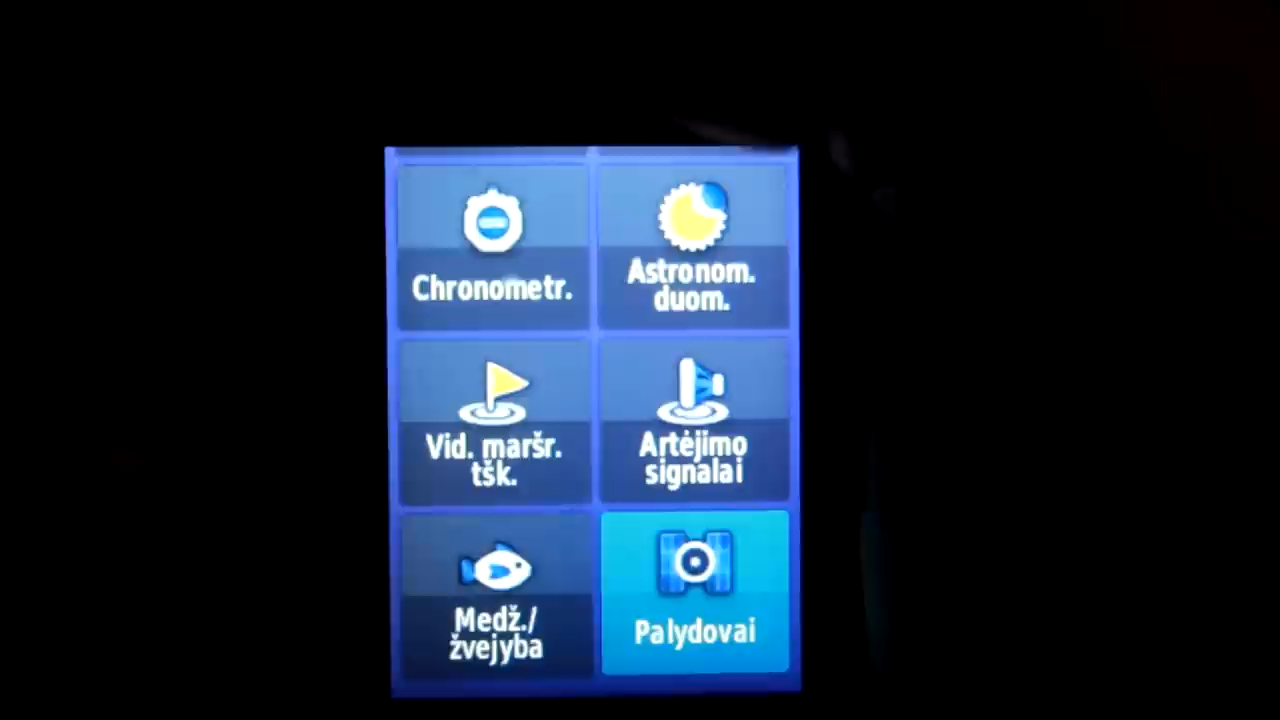 Chronometr.
Astronom.
duom.
Vid. maršr.
tšk.
Artėjimo
signalai
Medž./
žvejyba
Palydovai